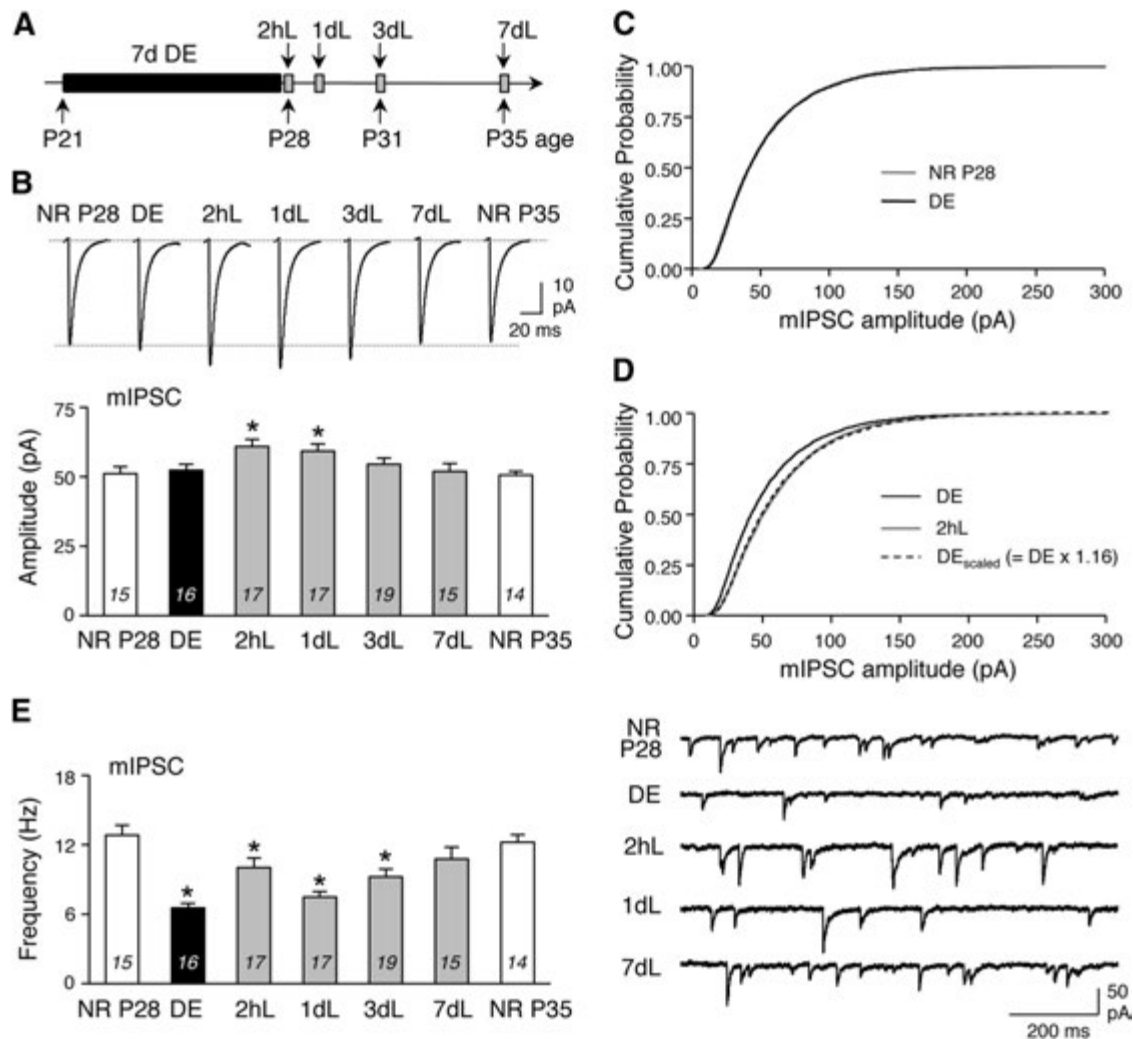 A
2hL 1dL 3dL 7dL
7d DE
P21 P28 P31 P35 age
B
NR P28 DE 2hL 1dL 3dL 7dL NR P35
10
pA
20 ms
mIPSC
75
50
25
0
Amplitude (pA)
15 16 17 17 19 15 14
NR P28 DE 2hL 1dL 3dL 7dL NR P35
C
1.00
0.75
0.50
0.25
0.00
Cumulative Probability
NR P28
DE
0 50 100 150 200 250 300
mIPSC amplitude (pA)
D
1.00
0.75
0.50
0.25
0.00
Cumulative Probability
DE
2hL
DEscaled (= DE x 1.16)
0 50 100 150 200 250 300
mIPSC amplitude (pA)
E
mIPSC
18
12
6
0
Frequency (Hz)
* * * *
15 16 17 17 19 15 14
NR P28 DE 2hL 1dL 3dL 7dL NR P35
NR
P28
DE
2hL
1dL
7dL
50
pA
200 ms